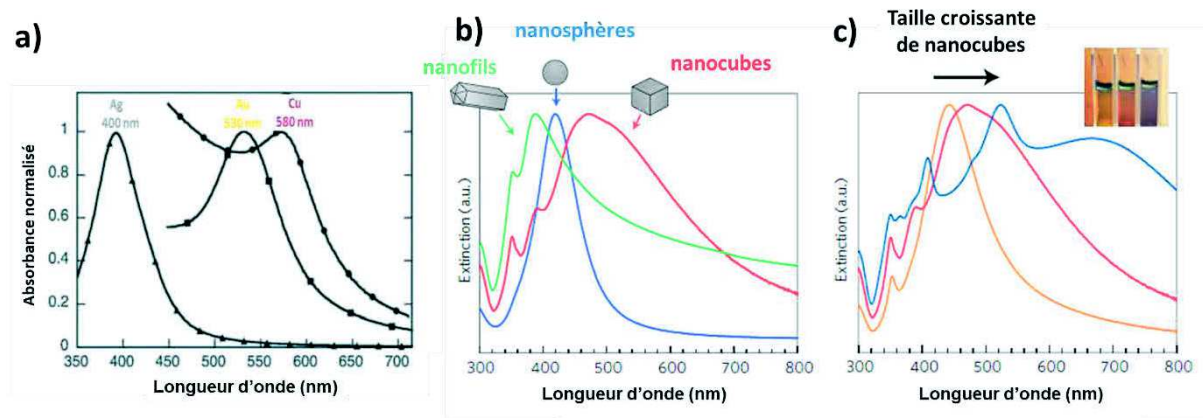 a)
Ag
400 nm
Au
530 nm
Cu
580 nm
1
0.8
0.6
0.4
0.2
0
350 400 450 500 550 600 650 700
Absorbance normalisé
Longueur d'onde (nm)
b)
nanosphères
nanofils
nanocubes
Extinction (a.u.)
300 400 500 600 700 800
Longueur d'onde (nm)
c)
Taille croissante
de nanocubes
Extinction (a.u.)
300 400 500 600 700 800
Longueur d'onde (nm)